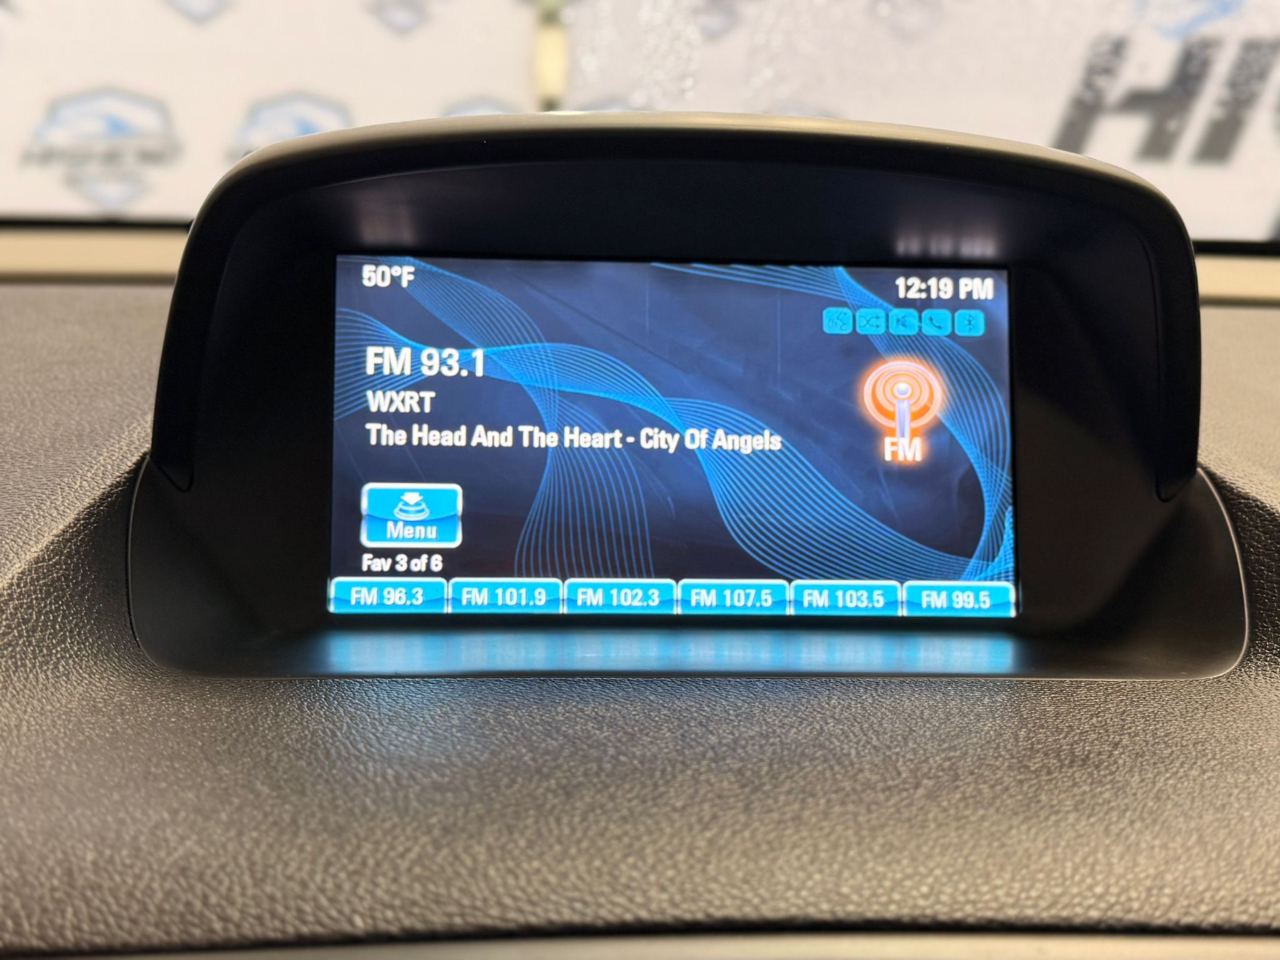 HI
50°F
12:19 PM
FM 93.1
WXRT
The Head And The Heart - City Of Angels
FM
Menu
Fav 3 of 6
FM 96.3 FM 101.9 FM 102.3 FM 107.5 FM 103.5 FM 99.5